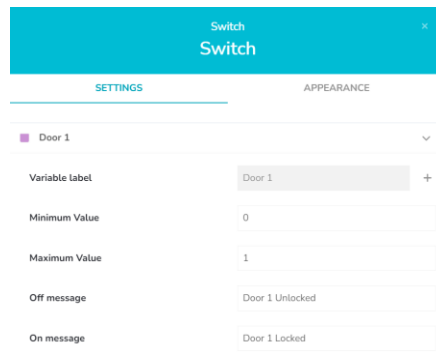 Switch ×
Switch
SETTINGS APPEARANCE
Door 1
Variable label Door 1 +
Minimum Value 0
Maximum Value 1
Off message Door 1 Unlocked
On message Door 1 Locked